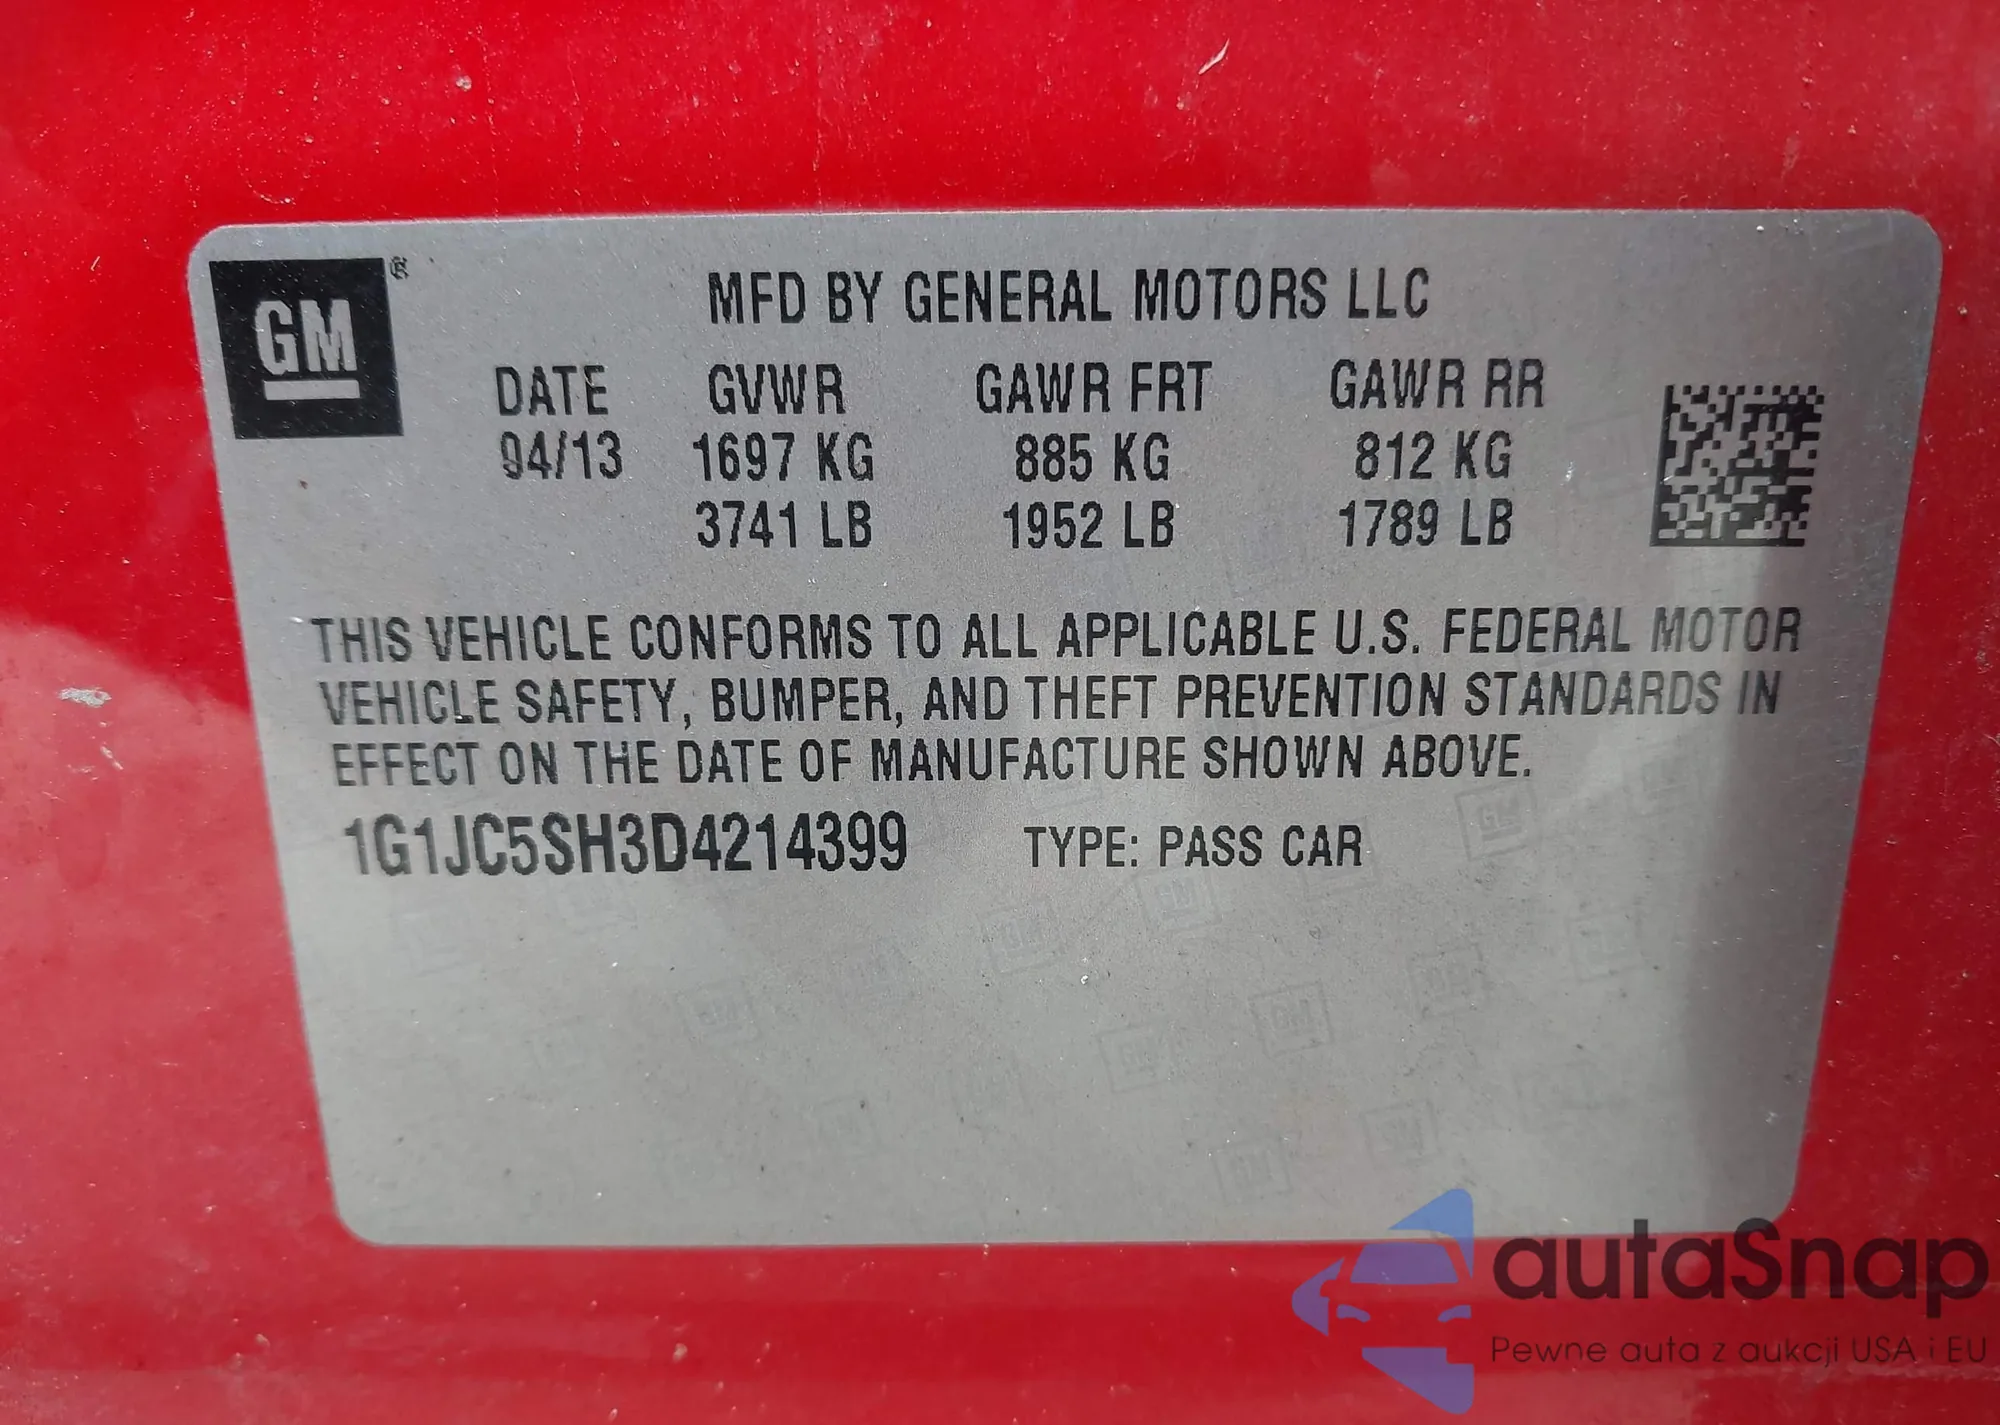 GM ®
MFD BY GENERAL MOTORS LLC
DATE GVWR GAWR FRT GAWR RR
04/13 1697 KG 885 KG 812 KG
3741 LB 1952 LB 1789 LB
THIS VEHICLE CONFORMS TO ALL APPLICABLE U.S. FEDERAL MOTOR
VEHICLE SAFETY, BUMPER, AND THEFT PREVENTION STANDARDS IN
EFFECT ON THE DATE OF MANUFACTURE SHOWN ABOVE.
1G1JC5SH3D4214399 TYPE: PASS CAR
autaSnap
Pewne auta z aukcji USA i EU